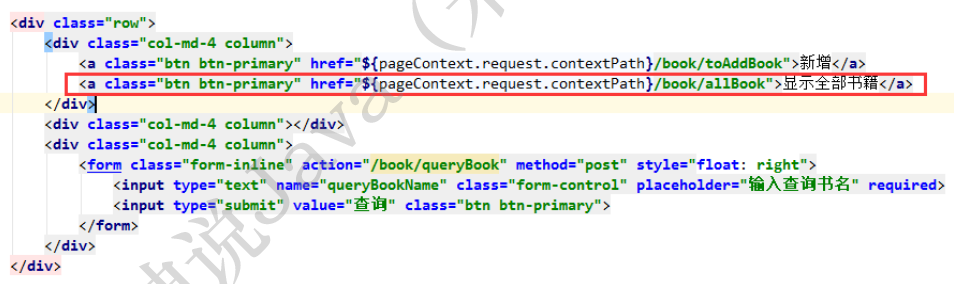 <div class="row">
<div class="col-md-4 column">
<a class="btn btn-primary" href="${pageContext.request.contextPath}/book/toAddBook">新增</a>
<a class="btn btn-primary" href="${pageContext.request.contextPath}/book/allBook">显示全部书籍</a>
</div>
<div class="col-md-4 column"></div>
<div class="col-md-4 column">
<form class="form-inline" action="/book/queryBook" method="post" style="float: right">
<input type="text" name="queryBookName" class="form-control" placeholder="输入查询书名" required>
<input type="submit" value="查询" class="btn btn-primary">
</form>
</div>
</div>
说Java(